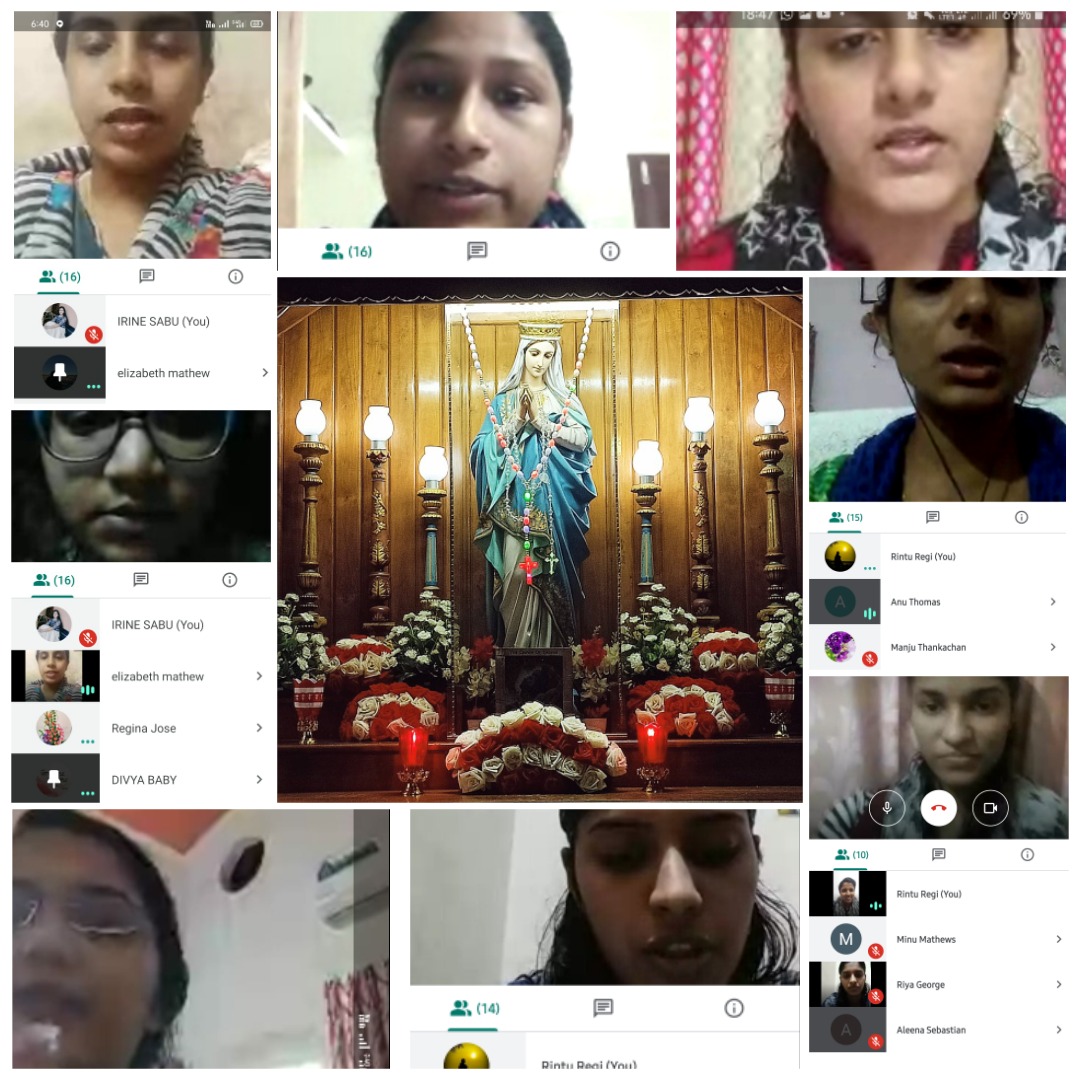 6:40
(16)
IRINE SABU (You)
elizabeth mathew
(16)
18:47
69%
(16)
IRINE SABU (You)
elizabeth mathew
Regina Jose
DIVYA BABY
(15)
Rintu Regi (You)
Anu Thomas
A
Manju Thankachan
(10)
Rintu Regi (You)
M
Minu Mathews
Riya George
A
Aleena Sebastian
(14)
Rintu Regi (You)